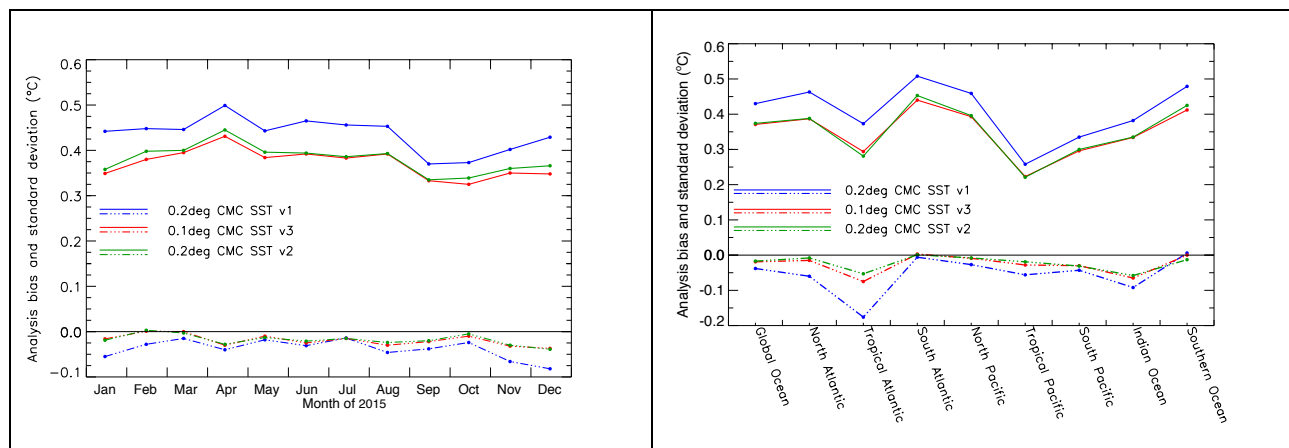 Analysis bias and standard deviation (°C)
0.6
0.5
0.4
0.3
0.2
0.1
0.0
−0.1
0.2deg CMC SST v1
0.1deg CMC SST v3
0.2deg CMC SST v2
Jan Feb Mar Apr May Jun Jul Aug Sep Oct Nov Dec
Month of 2015
Analysis bias and standard deviation (°C)
0.6
0.5
0.4
0.3
0.2
0.1
0.0
-0.1
-0.2
0.2deg CMC SST v1
0.1deg CMC SST v3
0.2deg CMC SST v2
Global Ocean
North Atlantic
Tropical Atlantic
South Atlantic
North Pacific
Tropical Pacific
South Pacific
Indian Ocean
Southern Ocean